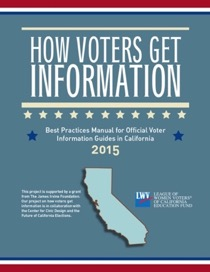 HOW VOTERS GET
INFORMATION
Best Practices Manual for Official Voter
Information Guides in California
2015
This project is supported by a grant
from The James Irvine Foundation.
Our project on how voters get
information is in collaboration with
the Center for Civic Design and the
Future of California Elections.
LWV
LEAGUE OF
WOMEN VOTERS®
OF CALIFORNIA
EDUCATION FUND